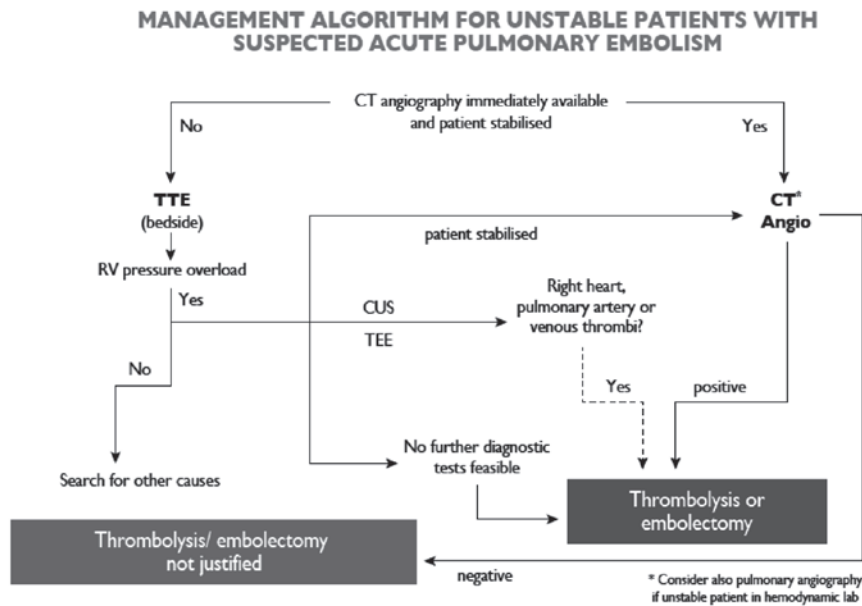 MANAGEMENT ALGORITHM FOR UNSTABLE PATIENTS WITH
SUSPECTED ACUTE PULMONARY EMBOLISM
CT angiography immediately available
and patient stabilised
No
Yes
TTE
(bedside)
CT*
Angio
patient stabilised
RV pressure overload
Yes
CUS
TEE
Right heart,
pulmonary artery or
venous thrombi?
No
Yes
positive
No further diagnostic
tests feasible
Search for other causes
Thrombolysis or
embolectomy
Thrombolysis/ embolectomy
not justified
negative
* Consider also pulmonary angiography
if unstable patient in hemodynamic lab